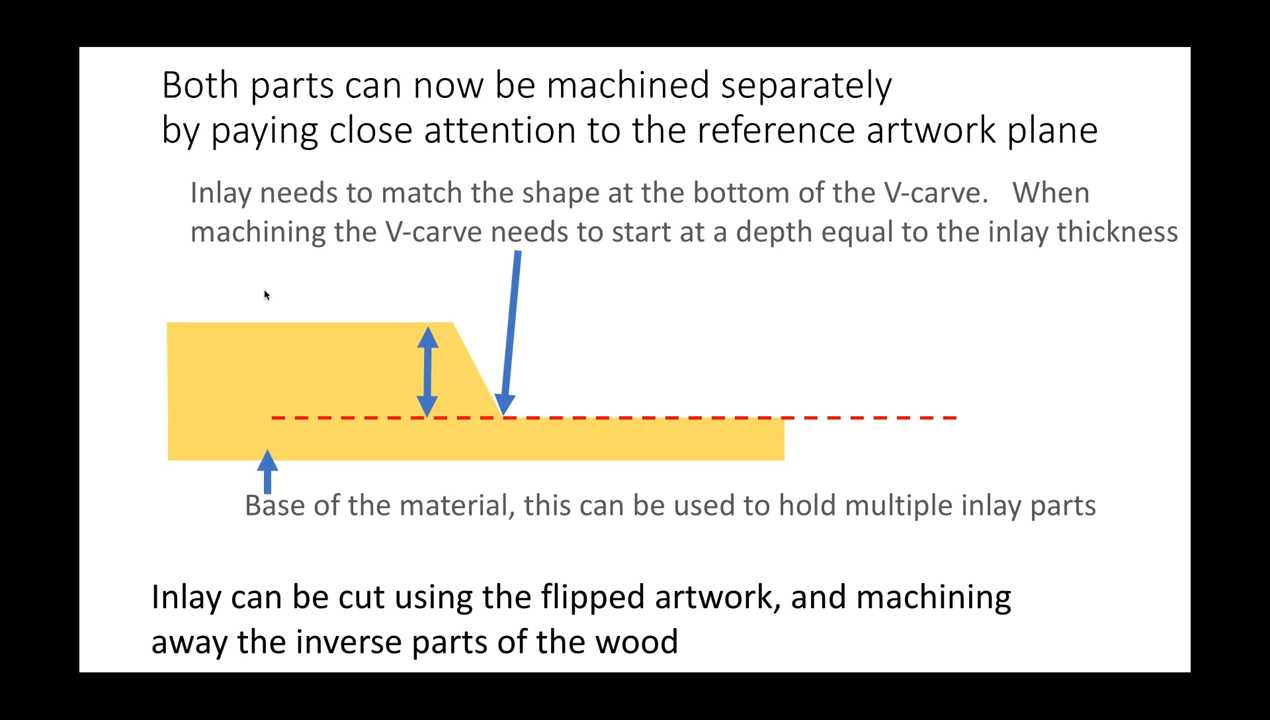 Both parts can now be machined separately
by paying close attention to the reference artwork plane
Inlay needs to match the shape at the bottom of the V-carve.   When
machining the V-carve needs to start at a depth equal to the inlay thickness
Base of the material, this can be used to hold multiple inlay parts
Inlay can be cut using the flipped artwork, and machining
away the inverse parts of the wood